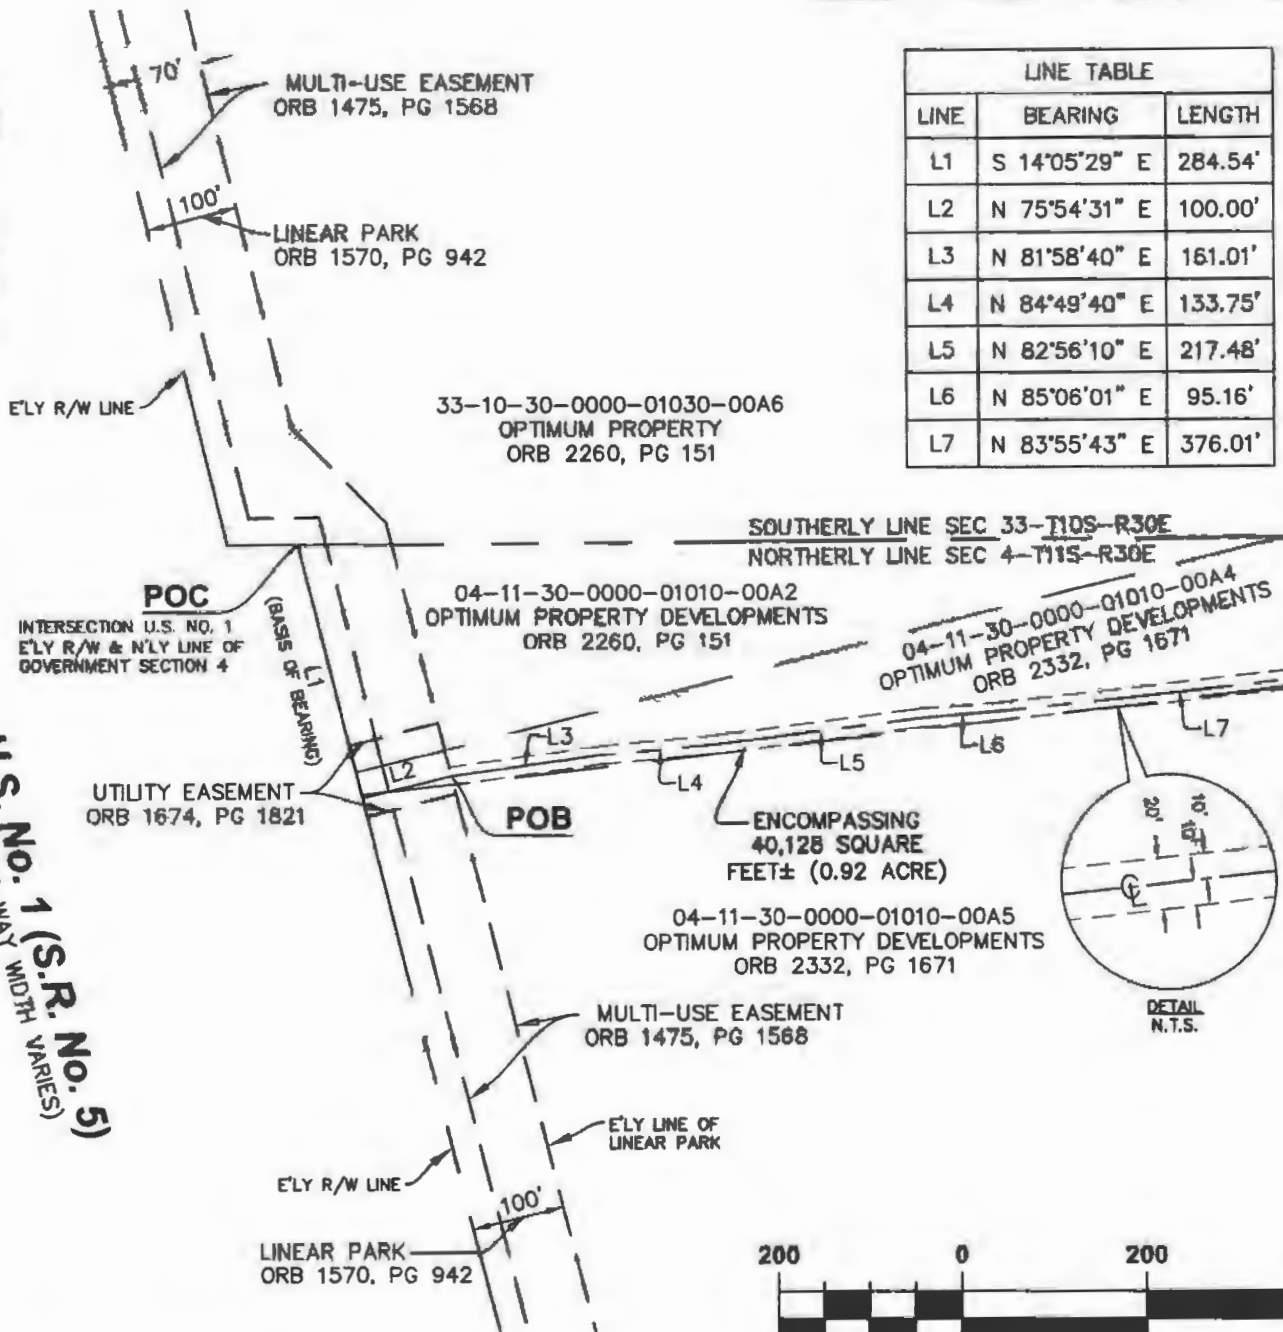 70'
MULTI-USE EASEMENT
ORB 1475, PG 1568
100'
LINEAR PARK
ORB 1570, PG 942
LINE TABLE
LINE BEARING LENGTH
L1 S 14°05'29" E 284.54'
L2 N 75°54'31" E 100.00'
L3 N 81°58'40" E 161.01'
L4 N 84°49'40" E 133.75'
L5 N 82°56'10" E 217.48'
L6 N 85°06'01" E 95.16'
L7 N 83°55'43" E 376.01'
E'LY R/W LINE
33-10-30-0000-01030-00A6
OPTIMUM PROPERTY
ORB 2260, PG 151
SOUTHERLY LINE SEC 33-T10S-R30E
NORTHERLY LINE SEC 4-T11S-R30E
POC
INTERSECTION U.S. NO. 1
E'LY R/W & N'LY LINE OF
GOVERNMENT SECTION 4
L1
(BASIS OF BEARING)
04-11-30-0000-01010-00A2
OPTIMUM PROPERTY DEVELOPMENTS
ORB 2260, PG 151
04-11-30-0000-01010-00A4
OPTIMUM PROPERTY DEVELOPMENTS
ORB 2332, PG 1671
L2
L3
L4
L5
L6
L7
UTILITY EASEMENT
ORB 1674, PG 1821
POB
ENCOMPASSING
40,128 SQUARE
FEET± (0.92 ACRE)
20'
10'
10'
℄
DETAIL
N.T.S.
04-11-30-0000-01010-00A5
OPTIMUM PROPERTY DEVELOPMENTS
ORB 2332, PG 1671
U.S. No. 1 (S.R. No. 5)
WAY WIDTH VARIES)
MULTI-USE EASEMENT
ORB 1475, PG 1568
E'LY LINE OF
LINEAR PARK
E'LY R/W LINE
100'
LINEAR PARK
ORB 1570, PG 942
200 0 200